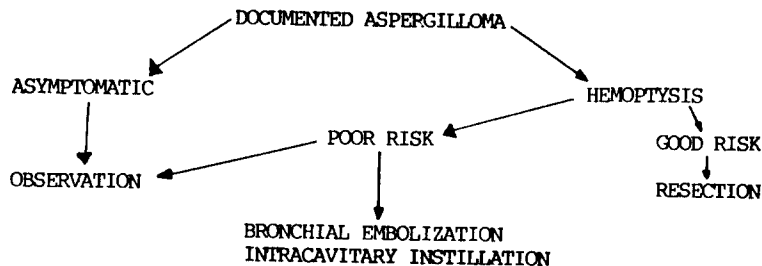 DOCUMENTED ASPERGILLOMA
ASYMPTOMATIC
HEMOPTYSIS
POOR RISK
GOOD RISK
OBSERVATION
RESECTION
BRONCHIAL EMBOLIZATION
INTRACAVITARY INSTILLATION